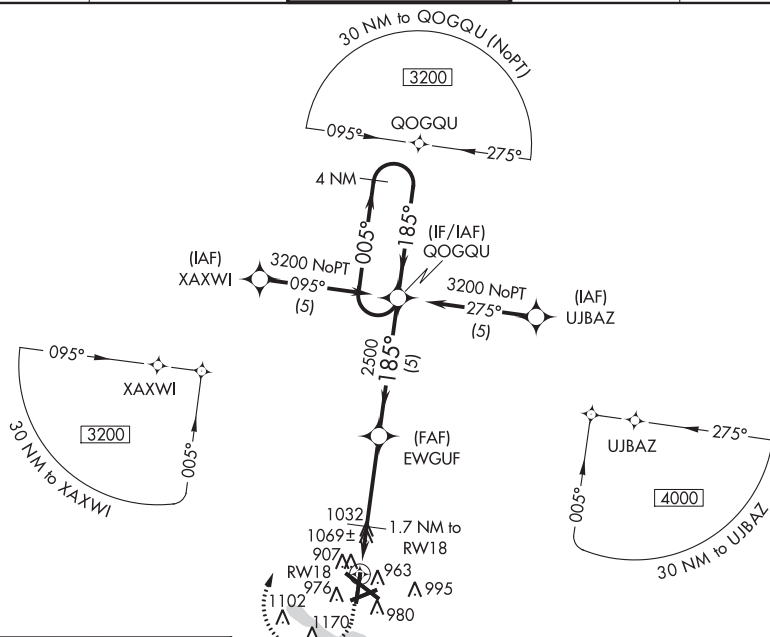 30 NM to QOGQU (NoPT)
3200
QOGQU
095°
275°
4 NM
005°
185°
(IF/IAF)
QOGQU
(IAF)
XAXWI
3200 NoPT
095°
(5)
3200 NoPT
275°
(5)
(IAF)
UJBAZ
2500
185°
(5)
095°
XAXWI
3200
005°
30 NM to XAXWI
(FAF)
EWGUF
UJBAZ
275°
4000
005°
30 NM to UJBAZ
1032
1.7 NM to
RW18
1069±
907
RW18
963
976
995
980
1102
1170